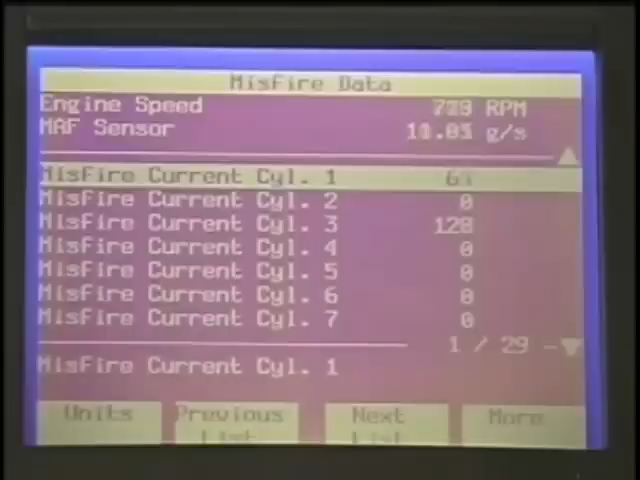 Misfire Data
Engine Speed RPM
MAF Sensor g/s
Misfire Current Cyl. 1
Misfire Current Cyl. 2 0
Misfire Current Cyl. 3 128
Misfire Current Cyl. 4 0
Misfire Current Cyl. 5 0
Misfire Current Cyl. 6 0
Misfire Current Cyl. 7 0
1 / 29 -
Misfire Current Cyl. 1
Units Previous Next More
List List